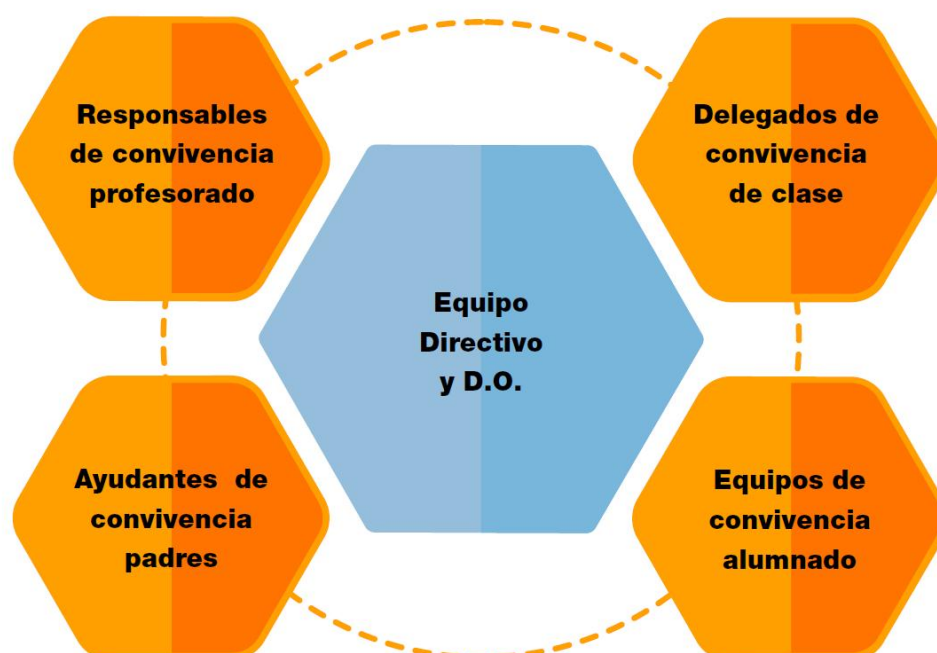 Responsables
de convivencia
profesorado
Delegados de
convivencia
de clase
Equipo
Directivo
y D.O.
Ayudantes de
convivencia
padres
Equipos de
convivencia
alumnado